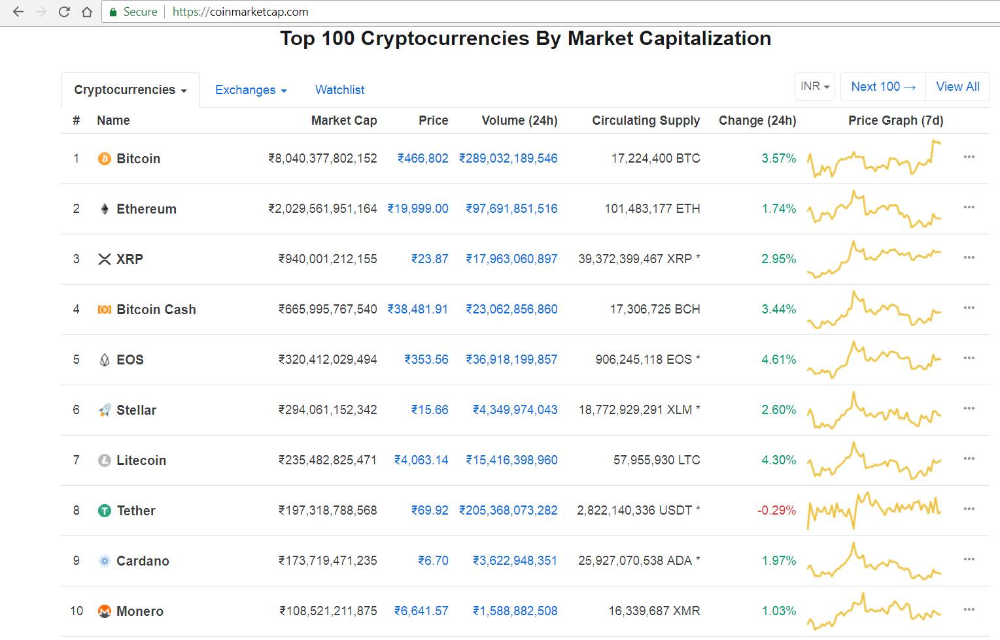 Secure https://coinmarketcap.com
Top 100 Cryptocurrencies By Market Capitalization
Cryptocurrencies Exchanges Watchlist INR Next 100 → View All
# Name Market Cap Price Volume (24h) Circulating Supply Change (24h) Price Graph (7d)
1 Bitcoin ₹8,040,377,802,152 ₹466,802 ₹289,032,189,546 17,224,400 BTC 3.57%
2 Ethereum ₹2,029,561,951,164 ₹19,999.00 ₹97,691,851,516 101,483,177 ETH 1.74%
3 XRP ₹940,001,212,155 ₹23.87 ₹17,963,060,897 39,372,399,467 XRP * 2.95%
4 Bitcoin Cash ₹665,995,767,540 ₹38,481.91 ₹23,062,856,860 17,306,725 BCH 3.44%
5 EOS ₹320,412,029,494 ₹353.56 ₹36,918,199,857 906,245,118 EOS * 4.61%
6 Stellar ₹294,061,152,342 ₹15.66 ₹4,349,974,043 18,772,929,291 XLM * 2.60%
7 Litecoin ₹235,482,825,471 ₹4,063.14 ₹15,416,398,960 57,955,930 LTC 4.30%
8 Tether ₹197,318,788,568 ₹69.92 ₹205,368,073,282 2,822,140,336 USDT * -0.29%
9 Cardano ₹173,719,471,235 ₹6.70 ₹3,622,948,351 25,927,070,538 ADA * 1.97%
10 Monero ₹108,521,211,875 ₹6,641.57 ₹1,588,882,508 16,339,687 XMR 1.03%